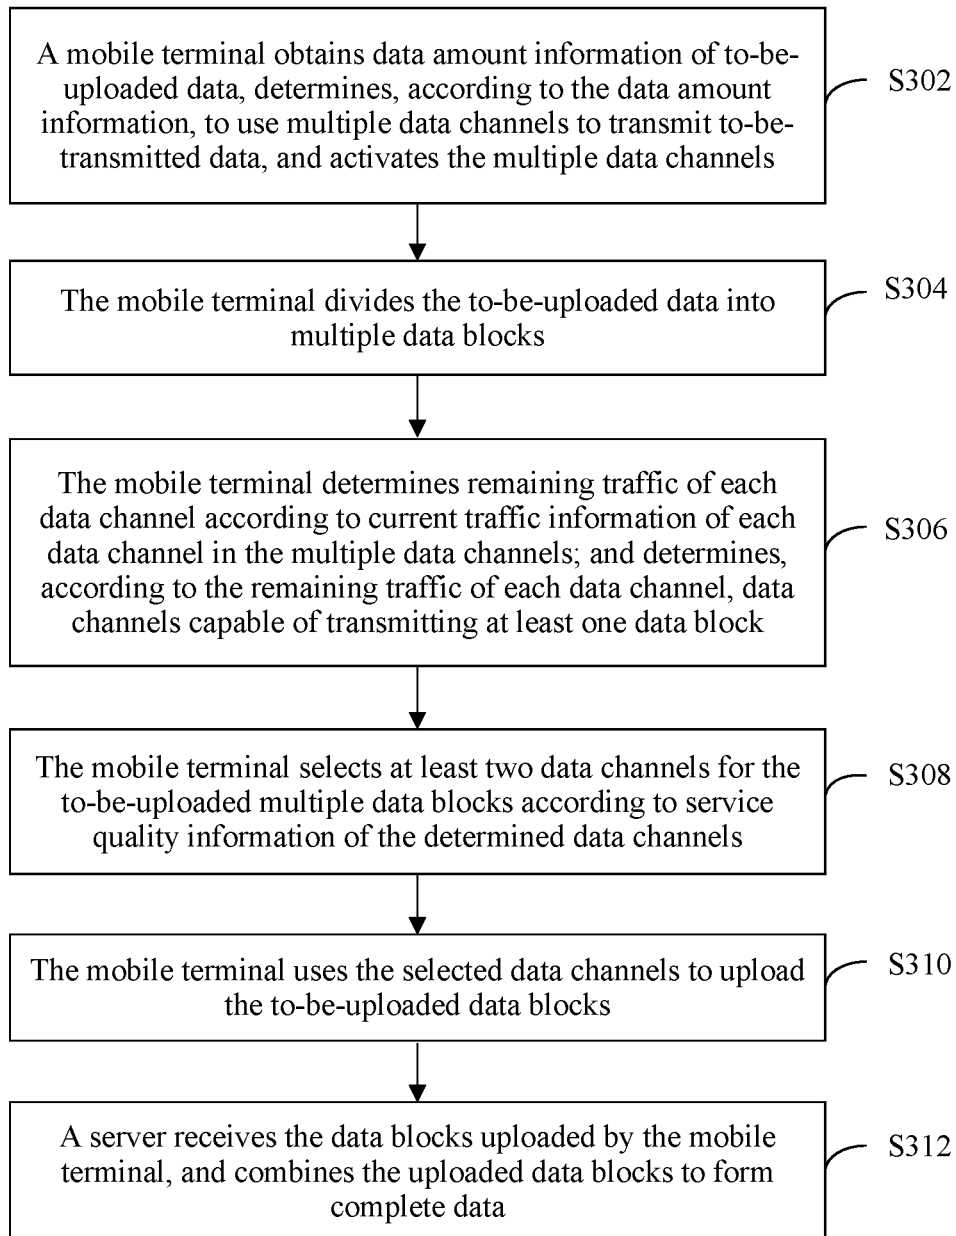 A mobile terminal obtains data amount information of to-be-
uploaded data, determines, according to the data amount
information, to use multiple data channels to transmit to-be-
transmitted data, and activates the multiple data channels
S302
The mobile terminal divides the to-be-uploaded data into
multiple data blocks
S304
The mobile terminal determines remaining traffic of each
data channel according to current traffic information of each
data channel in the multiple data channels; and determines,
according to the remaining traffic of each data channel, data
channels capable of transmitting at least one data block
S306
The mobile terminal selects at least two data channels for the
to-be-uploaded multiple data blocks according to service
quality information of the determined data channels
S308
The mobile terminal uses the selected data channels to upload
the to-be-uploaded data blocks
S310
A server receives the data blocks uploaded by the mobile
terminal, and combines the uploaded data blocks to form
complete data
S312